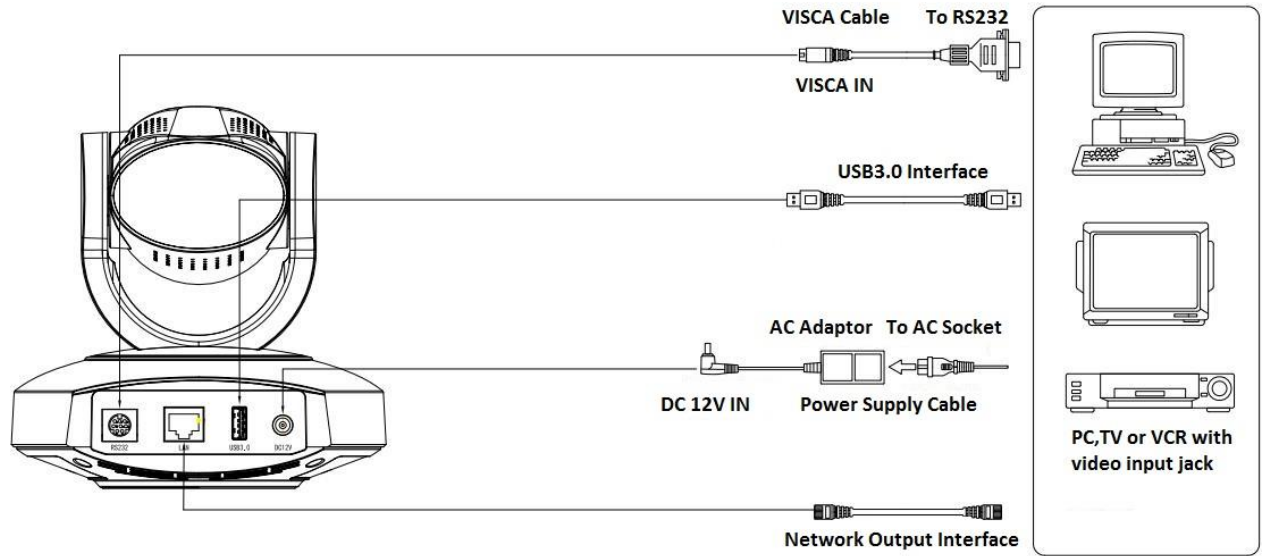 VISCA Cable To RS232
VISCA IN
USB3.0 Interface
AC Adaptor To AC Socket
DC 12V IN Power Supply Cable
RS232 LAN USB3.0 DC12V
PC,TV or VCR with
video input jack
Network Output Interface